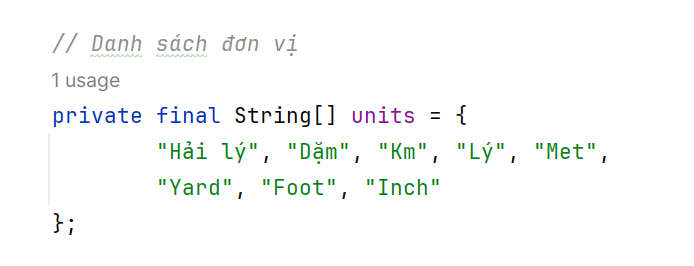 // Danh sách đơn vị
1 usage
private final String[] units = {
"Hải lý", "Dặm", "Km", "Lý", "Met",
"Yard", "Foot", "Inch"
};